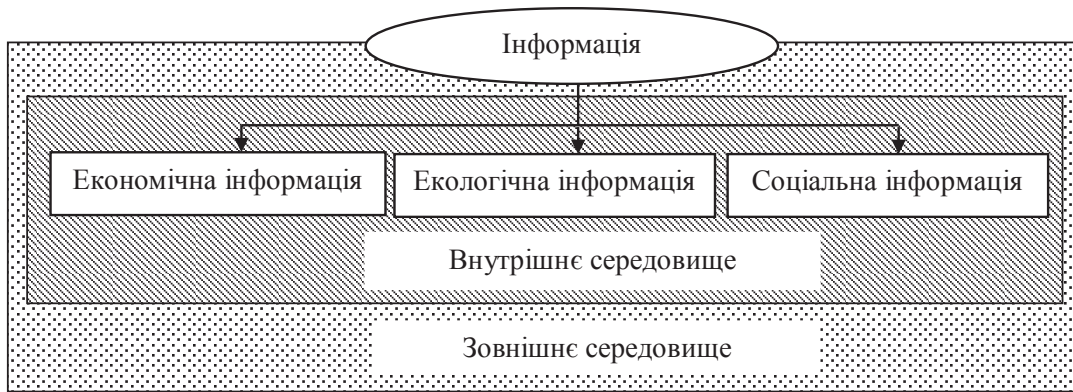 Інформація
Економічна інформація
Екологічна інформація
Соціальна інформація
Внутрішнє середовище
Зовнішнє середовище